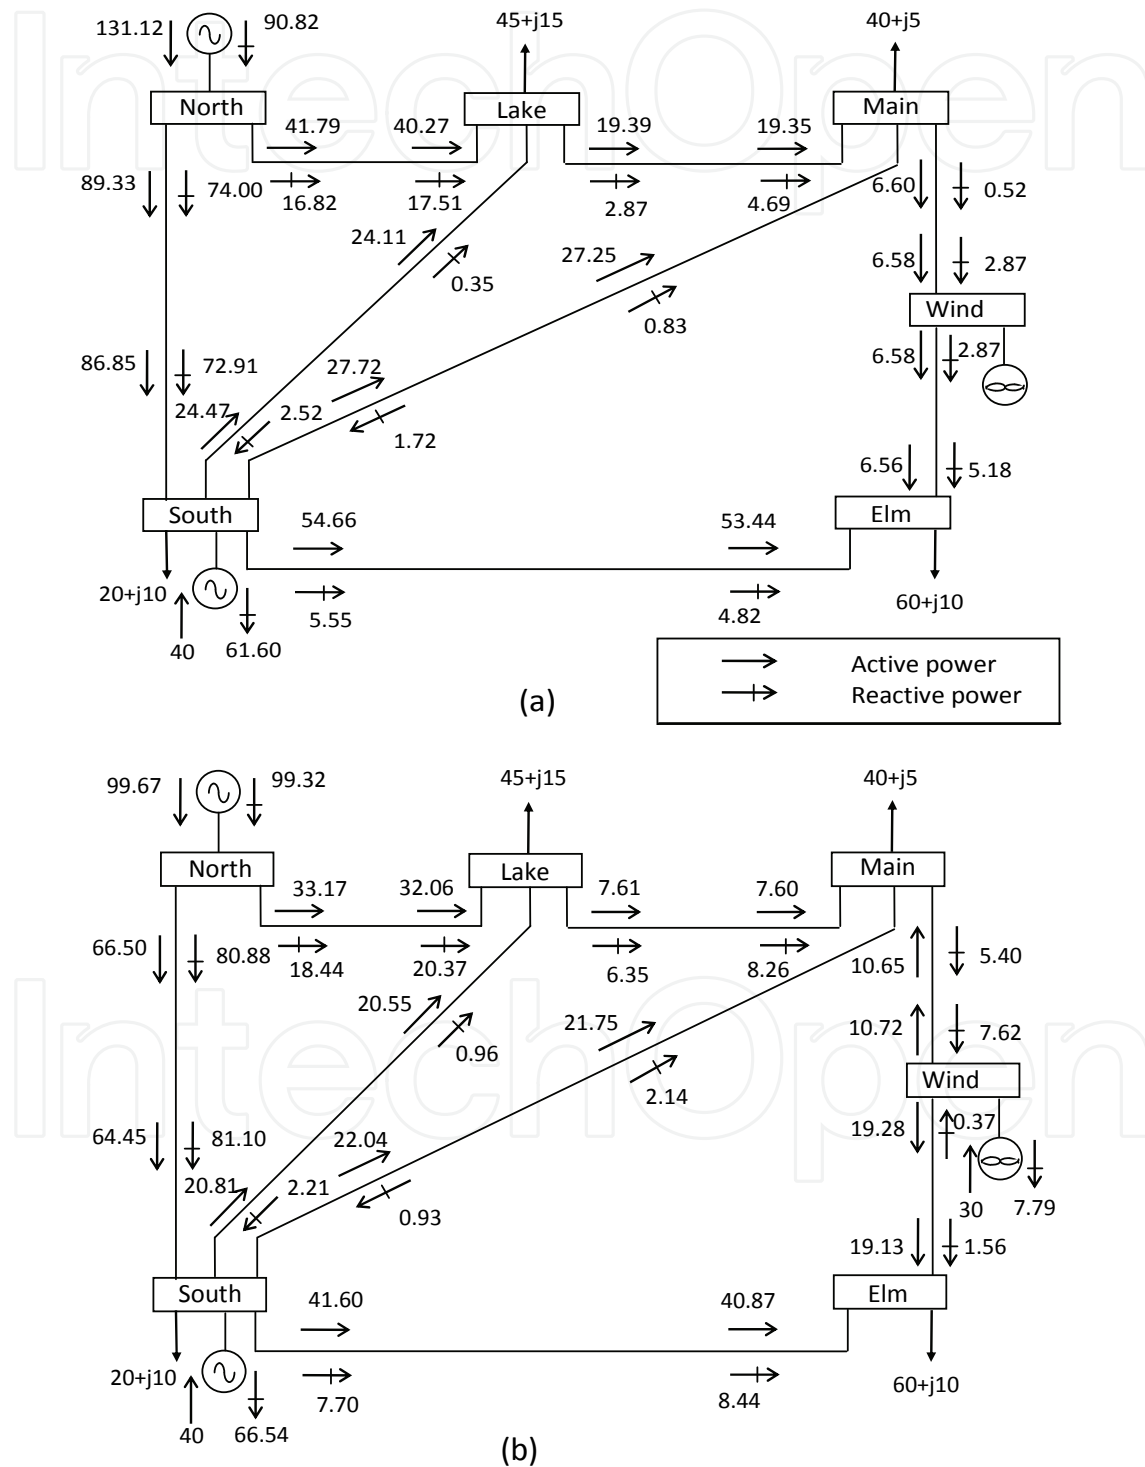 IntechOpen
45+j15
40+j5
131.12
90.82
North
Lake
Main
41.79
40.27
19.39
19.35
89.33
74.00
16.82
17.51
2.87
4.69
6.60
0.52
24.11
0.35
27.25
0.83
6.58
2.87
Wind
86.85
72.91
27.72
6.58
2.87
24.47
2.52
1.72
6.56
5.18
South
Elm
54.66
53.44
20+j10
5.55
4.82
60+j10
40
61.60
Active power
Reactive power
(a)
99.67
99.32
45+j15
40+j5
North
Lake
Main
33.17
32.06
7.61
7.60
66.50
80.88
18.44
20.37
6.35
8.26
10.65
5.40
IntechOpen
20.55
0.96
21.75
2.14
10.72
7.62
Wind
64.45
81.10
22.04
19.28
0.37
20.81
2.21
0.93
30
7.79
19.13
1.56
South
Elm
41.60
40.87
20+j10
7.70
8.44
60+j10
40
66.54
(b)